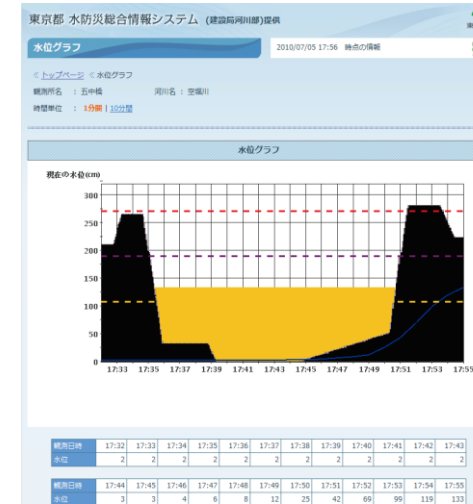 東京都 水防災総合情報システム (建設局河川部)提供
水位グラフ
2010/07/05 17:56 時点の情報
< トップページ < 水位グラフ
観測所名 : 五中橋 河川名 : 空堀川
時間単位 : 1分間 | 10分間
水位グラフ
現在の水位(cm)
300
250
200
150
100
50
0
17:33 17:35 17:37 17:39 17:41 17:43 17:45 17:47 17:49 17:51 17:53 17:55
観測日時 17:32 17:33 17:34 17:35 17:36 17:37 17:38 17:39 17:40 17:41 17:42 17:43
水位 2 2 2 2 2 2 2 2 2 2 2 2
観測日時 17:44 17:45 17:46 17:47 17:48 17:49 17:50 17:51 17:52 17:53 17:54 17:55
水位 3 3 4 6 8 12 25 42 69 99 119 133